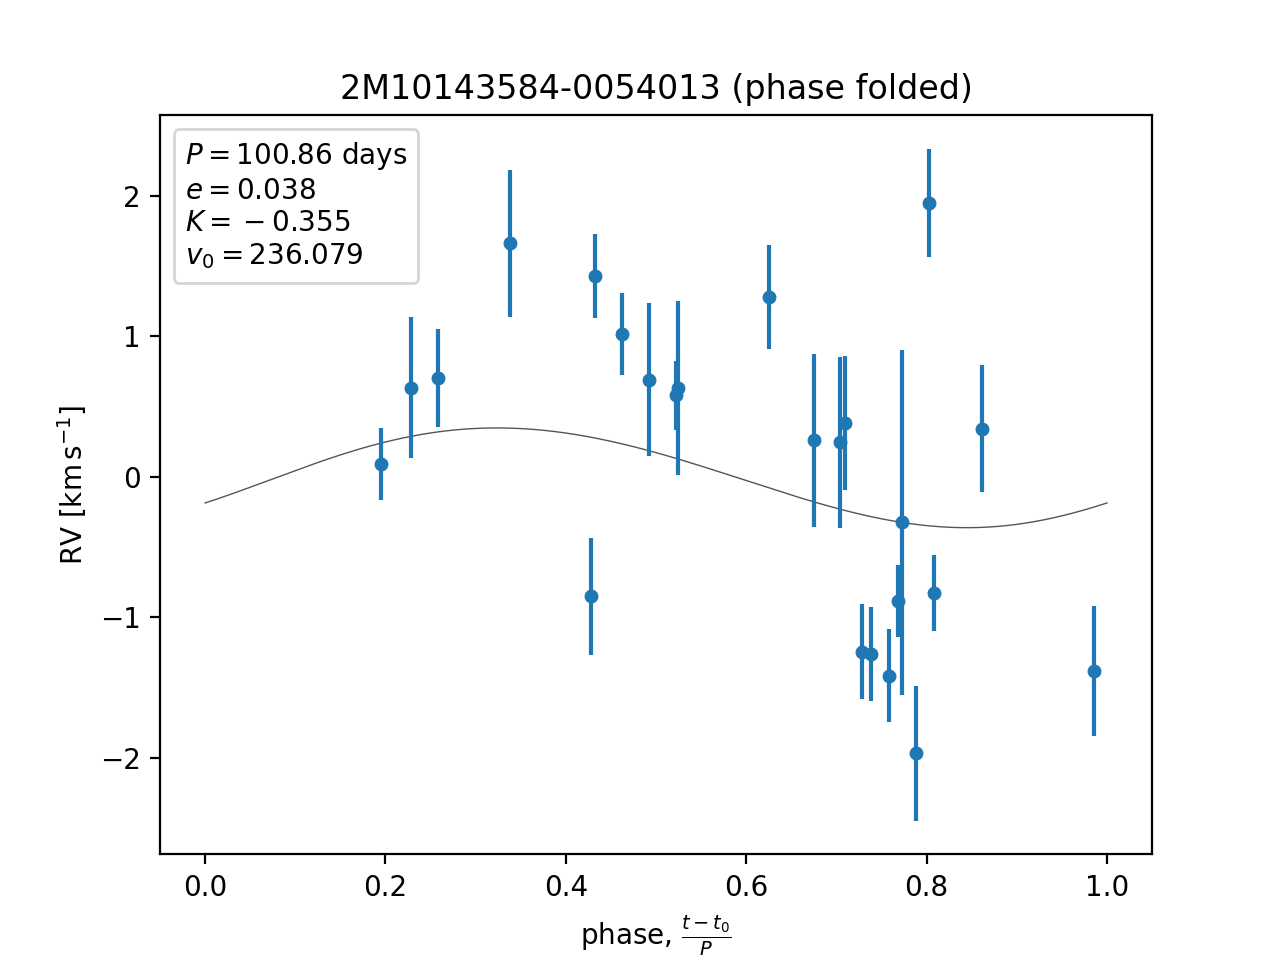 2M10143584-0054013 (phase folded)
P = 100.86 days
e = 0.038
K = −0.355
v₀ = 236.079
RV [km s⁻¹]
2
1
0
−1
−2
0.0 0.2 0.4 0.6 0.8 1.0
phase, (t − t₀)/P